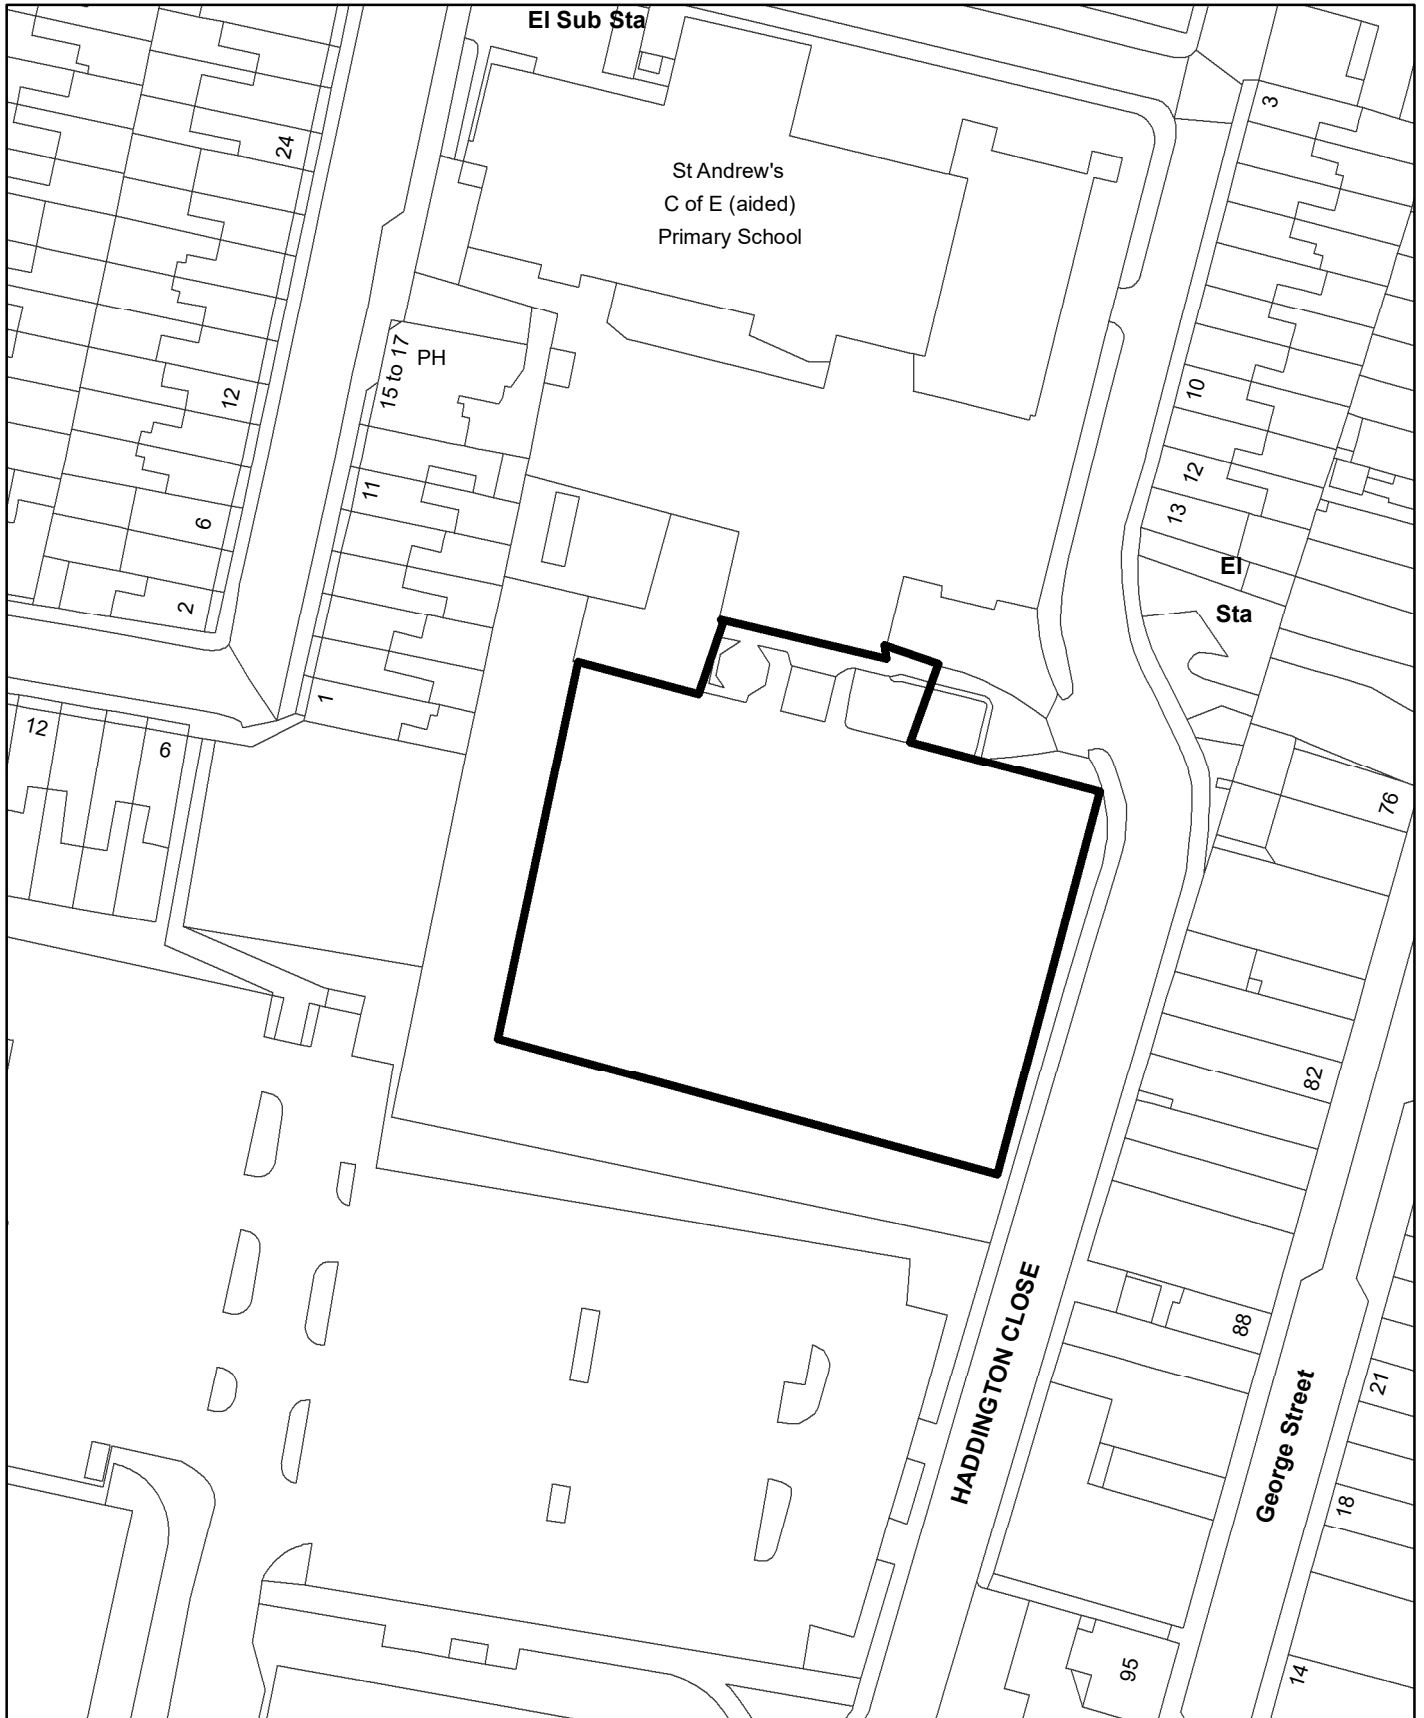 El Sub Sta
3
24
St Andrew's
C of E (aided)
Primary School
15 to 17
PH
12
10
11
12
6
13
El
Sta
2
1
12
6
76
82
HADDINGTON CLOSE
88
21
George Street
18
95
14